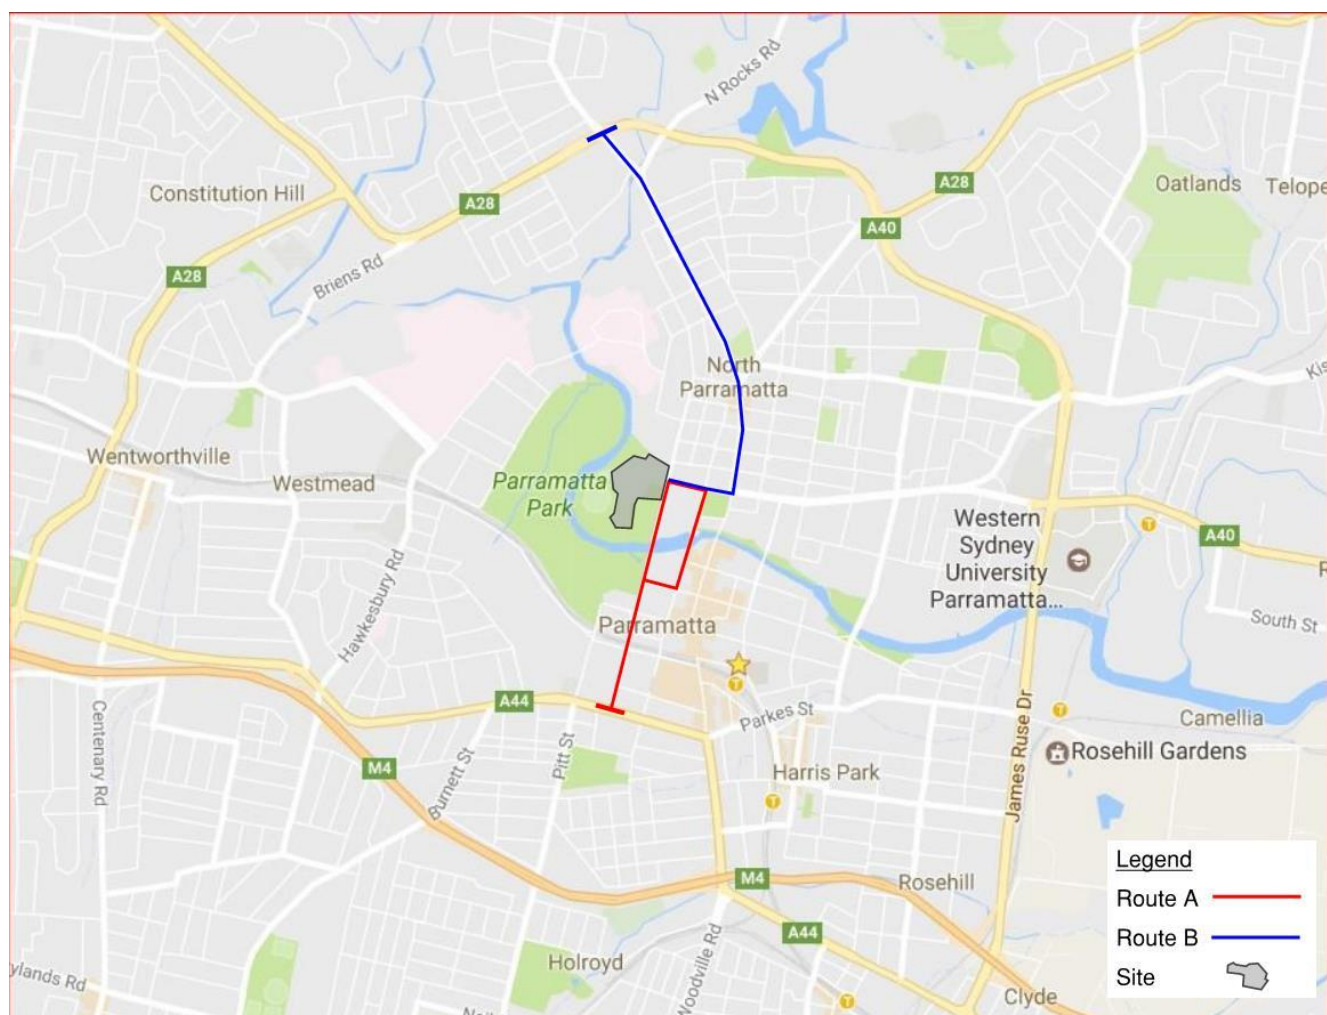 N Rocks Rd
Constitution Hill
A28
A28
Oatlands
Telope
A40
A28
Briens Rd
North
Parramatta
Kis
Wentworthville
Westmead
Parramatta
Park
Western
Sydney
University
Parramatta...
T
A40
R
South St
Hawkesbury Rd
Parramatta
T
A44
Parkes St
T
Camellia
Centenary Rd
Pitt St
James Ruse Dr
Rosehill Gardens
M4
Burnett St
Harris Park
T
M4
Rosehill
A44
Holroyd
Woodville Rd
ylands Rd
T
Clyde
Legend
Route A
Route B
Site